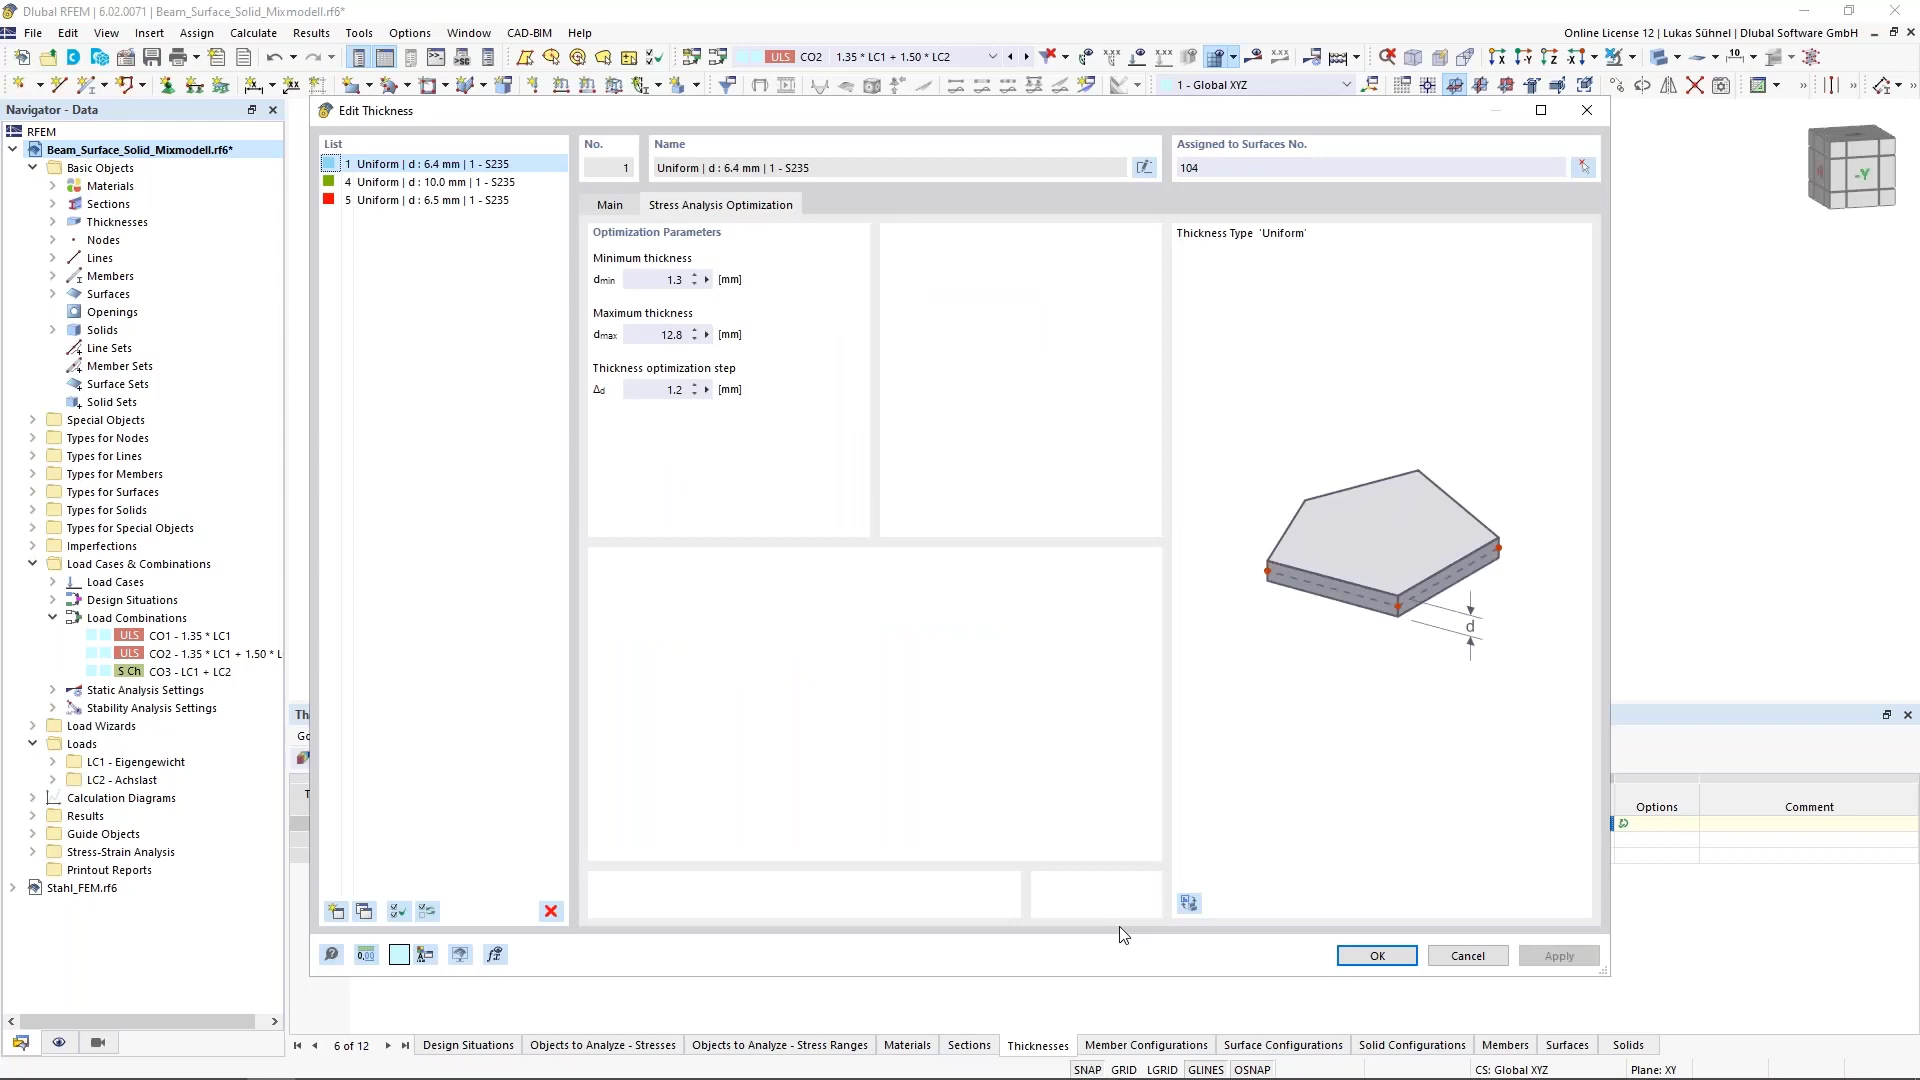 Dlubal RFEM | 6.02.0071 | Beam_Surface_Solid_Mixmodell.rf6*
File Edit View Insert Assign Calculate Results Tools Options Window CAD-BIM Help
Online License 12 | Lukas Sühnel | Dlubal Software GmbH
ULS CO2 1.35 * LC1 + 1.50 * LC2
1 - Global XYZ
Navigator - Data
RFEM
Beam_Surface_Solid_Mixmodell.rf6*
Basic Objects
Materials
Sections
Thicknesses
Nodes
Lines
Members
Surfaces
Openings
Solids
Line Sets
Member Sets
Surface Sets
Solid Sets
Special Objects
Types for Nodes
Types for Lines
Types for Members
Types for Surfaces
Types for Solids
Types for Special Objects
Imperfections
Load Cases & Combinations
Load Cases
Design Situations
Load Combinations
ULS CO1 - 1.35 * LC1
ULS CO2 - 1.35 * LC1 + 1.50 * L
S Ch CO3 - LC1 + LC2
Static Analysis Settings
Stability Analysis Settings
Load Wizards
Loads
LC1 - Eigengewicht
LC2 - Achslast
Calculation Diagrams
Results
Guide Objects
Stress-Strain Analysis
Printout Reports
Stahl_FEM.rf6
Edit Thickness
List
1 Uniform | d : 6.4 mm | 1 - S235
4 Uniform | d : 10.0 mm | 1 - S235
5 Uniform | d : 6.5 mm | 1 - S235
No.
1
Name
Uniform | d : 6.4 mm | 1 - S235
Assigned to Surfaces No.
104
Main
Stress Analysis Optimization
Optimization Parameters
Minimum thickness
dmin 1.3 [mm]
Maximum thickness
dmax 12.8 [mm]
Thickness optimization step
Δd 1.2 [mm]
Thickness Type 'Uniform'
d
-Y
OK
Cancel
Apply
Th
Go
T
Options
Comment
6 of 12
Design Situations
Objects to Analyze - Stresses
Objects to Analyze - Stress Ranges
Materials
Sections
Thicknesses
Member Configurations
Surface Configurations
Solid Configurations
Members
Surfaces
Solids
SNAP GRID LGRID GLINES OSNAP
CS: Global XYZ
Plane: XY